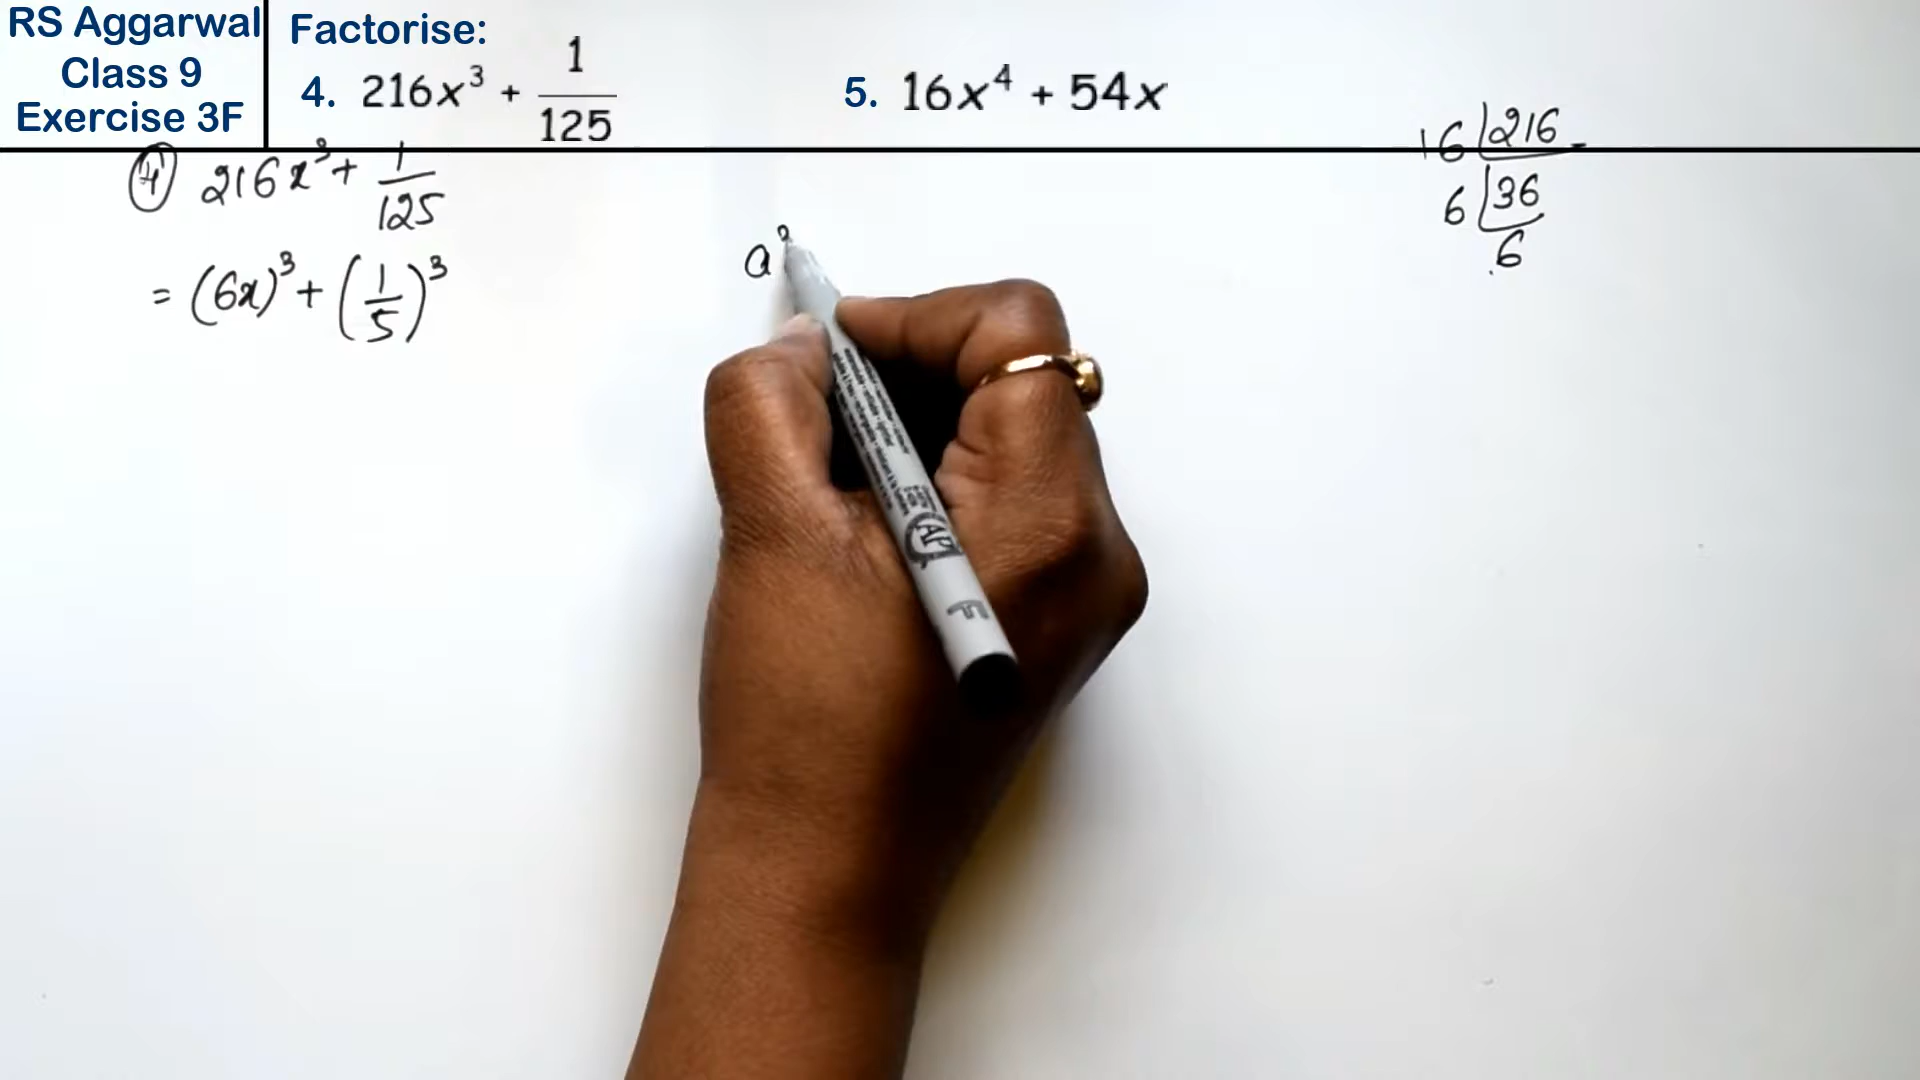 RS Aggarwal
Class 9
Exercise 3F
Factorise:
4. 216x³ + 1/125
5. 16x⁴ + 54x
4 216x³ + 1/125
= (6x)³ + (1/5)³
a
6 | 216
6 | 36
6
AP
F